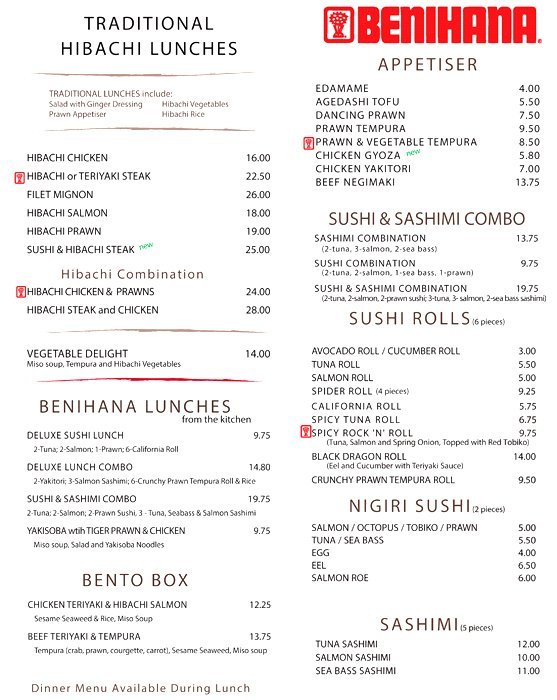 TRADITIONAL
HIBACHI LUNCHES
TRADITIONAL LUNCHES include:
Salad with Ginger Dressing Hibachi Vegetables
Prawn Appetiser Hibachi Rice
HIBACHI CHICKEN 16.00
HIBACHI or TERIYAKI STEAK 22.50
FILET MIGNON 26.00
HIBACHI SALMON 18.00
HIBACHI PRAWN 19.00
SUSHI & HIBACHI STEAK new 25.00
Hibachi Combination
HIBACHI CHICKEN & PRAWNS 24.00
HIBACHI STEAK and CHICKEN 28.00
VEGETABLE DELIGHT 14.00
Miso soup, Tempura and Hibachi Vegetables
BENIHANA LUNCHES
from the kitchen
DELUXE SUSHI LUNCH 9.75
2-Tuna; 2-Salmon; 1-Prawn; 6-California Roll
DELUXE LUNCH COMBO 14.80
2-Yakitori; 3-Salmon Sashimi; 6-Crunchy Prawn Tempura Roll & Rice
SUSHI & SASHIMI COMBO 19.75
2-Tuna; 2-Salmon; 2-Prawn Sushi, 3 - Tuna, Seabass & Salmon Sashimi
YAKISOBA wtih TIGER PRAWN & CHICKEN 9.75
Miso soup, Salad and Yakisoba Noodles
BENTO BOX
CHICKEN TERIYAKI & HIBACHI SALMON 12.25
Sesame Seaweed & Rice, Miso Soup
BEEF TERIYAKI & TEMPURA 13.75
Tempura (crab, prawn, courgette, carrot), Sesame Seaweed, Miso soup
Dinner Menu Available During Lunch
BENIHANA.
APPETISER
EDAMAME 4.00
AGEDASHI TOFU 5.50
DANCING PRAWN 7.50
PRAWN TEMPURA 9.50
PRAWN & VEGETABLE TEMPURA 8.50
CHICKEN GYOZA new 5.80
CHICKEN YAKITORI 7.00
BEEF NEGIMAKI 13.75
SUSHI & SASHIMI COMBO
SASHIMI COMBINATION 13.75
(2-tuna, 3-salmon, 2-sea bass)
SUSHI COMBINATION 9.75
(2-tuna, 2-salmon, 1-sea bass, 1-prawn)
SUSHI & SASHIMI COMBINATION 19.75
(2-tuna, 2-salmon, 2-prawn sushi; 3-tuna, 3- salmon, 2-sea bass sashimi)
SUSHI ROLLS (6 pieces)
AVOCADO ROLL / CUCUMBER ROLL 3.00
TUNA ROLL 5.50
SALMON ROLL 5.00
SPIDER ROLL (4 pieces) 9.25
CALIFORNIA ROLL 5.75
SPICY TUNA ROLL 6.75
SPICY ROCK 'N' ROLL 9.75
(Tuna, Salmon and Spring Onion, Topped with Red Tobiko)
BLACK DRAGON ROLL 14.00
(Eel and Cucumber with Teriyaki Sauce)
CRUNCHY PRAWN TEMPURA ROLL 9.50
NIGIRI SUSHI (2 pieces)
SALMON / OCTOPUS / TOBIKO / PRAWN 5.00
TUNA / SEA BASS 5.50
EGG 4.00
EEL 6.50
SALMON ROE 6.00
SASHIMI (5 pieces)
TUNA SASHIMI 12.00
SALMON SASHIMI 10.00
SEA BASS SASHIMI 11.00